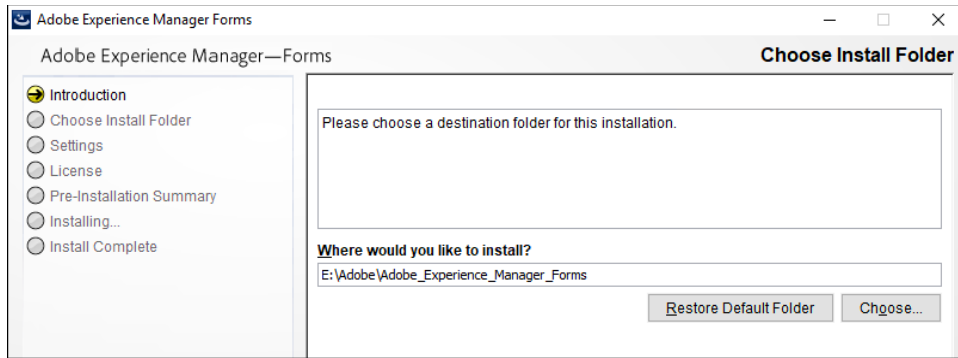 Adobe Experience Manager Forms
Adobe Experience Manager—Forms
Choose Install Folder
Introduction
Choose Install Folder
Settings
License
Pre-Installation Summary
Installing...
Install Complete
Please choose a destination folder for this installation.
Where would you like to install?
E:\Adobe\Adobe_Experience_Manager_Forms
Restore Default Folder
Choose...